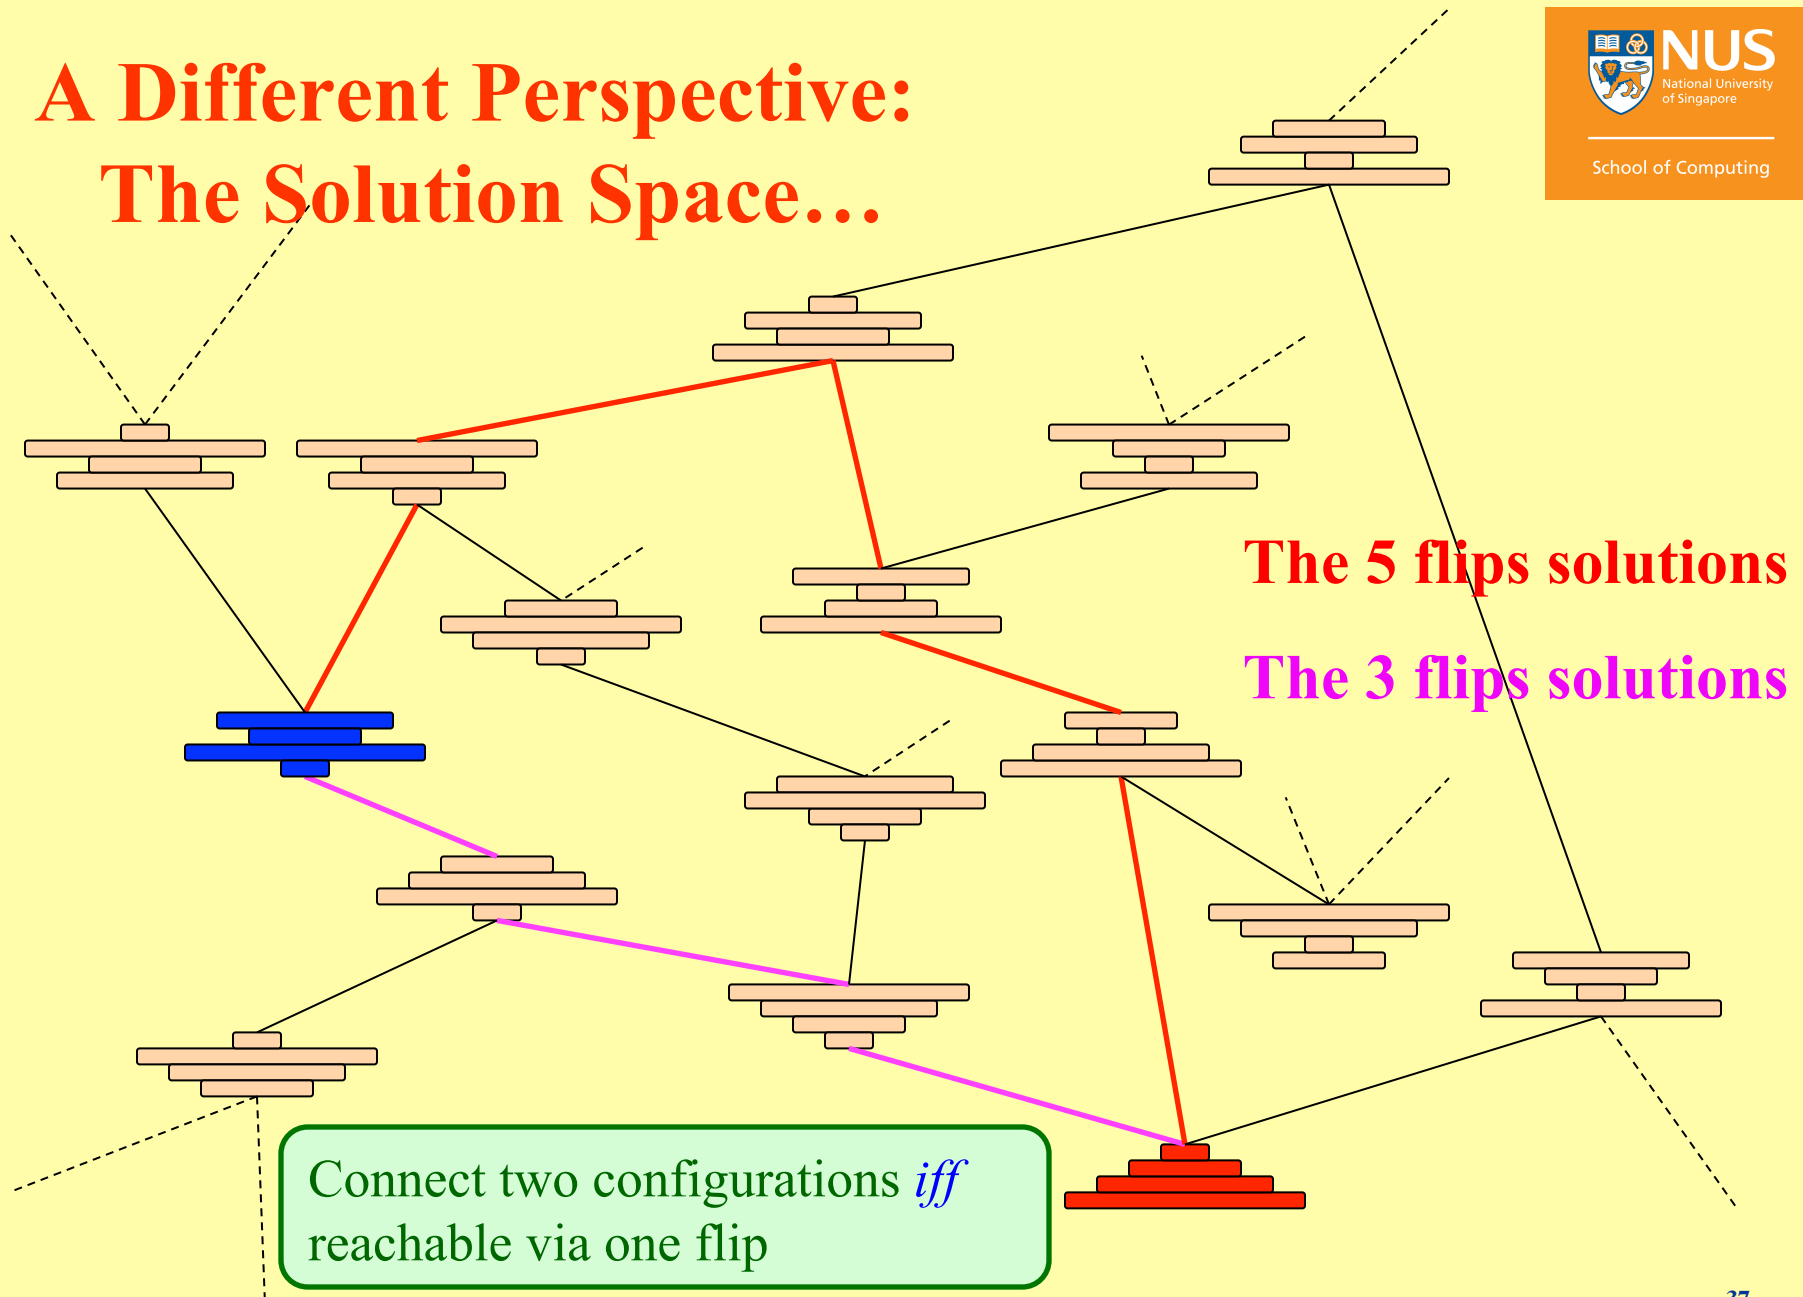 A Different Perspective:
The Solution Space…
NUS
National University
of Singapore
School of Computing
The 5 flips solutions
The 3 flips solutions
Connect two configurations iff
reachable via one flip
37